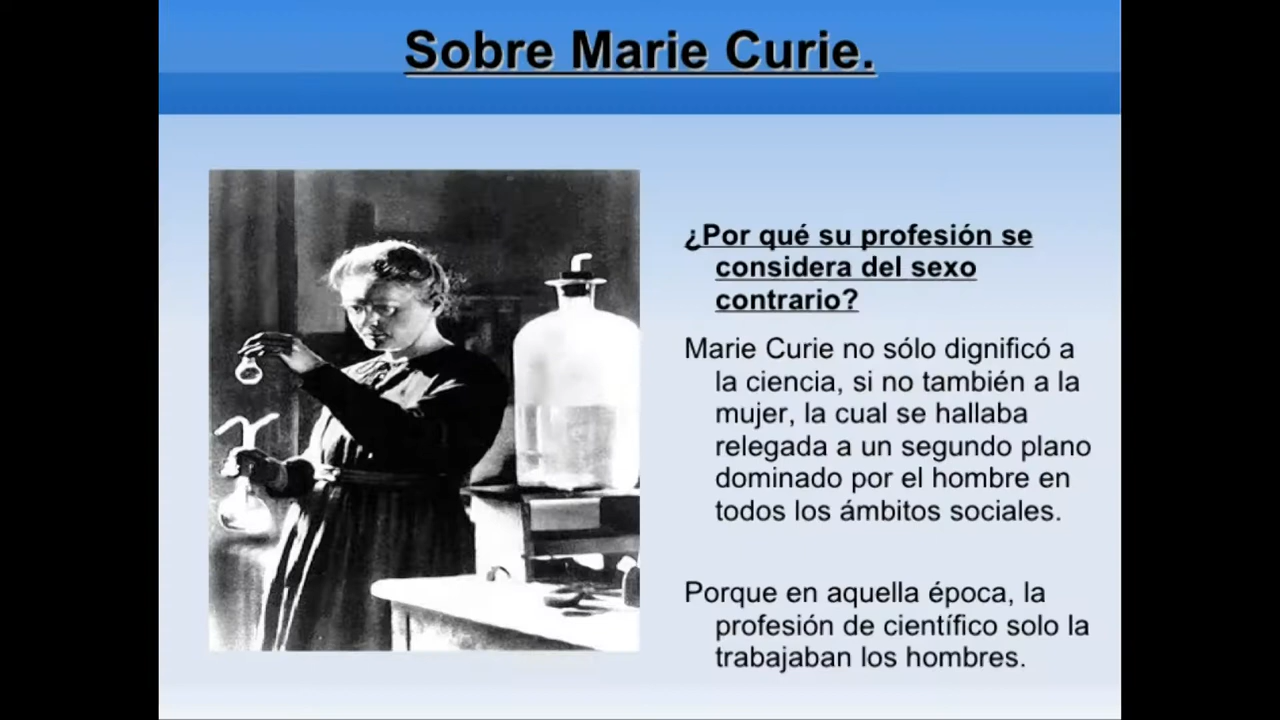 Sobre Marie Curie.
¿Por qué su profesión se
considera del sexo
contrario?
Marie Curie no sólo dignificó a
la ciencia, si no también a la
mujer, la cual se hallaba
relegada a un segundo plano
dominado por el hombre en
todos los ámbitos sociales.
Porque en aquella época, la
profesión de científico solo la
trabajaban los hombres.